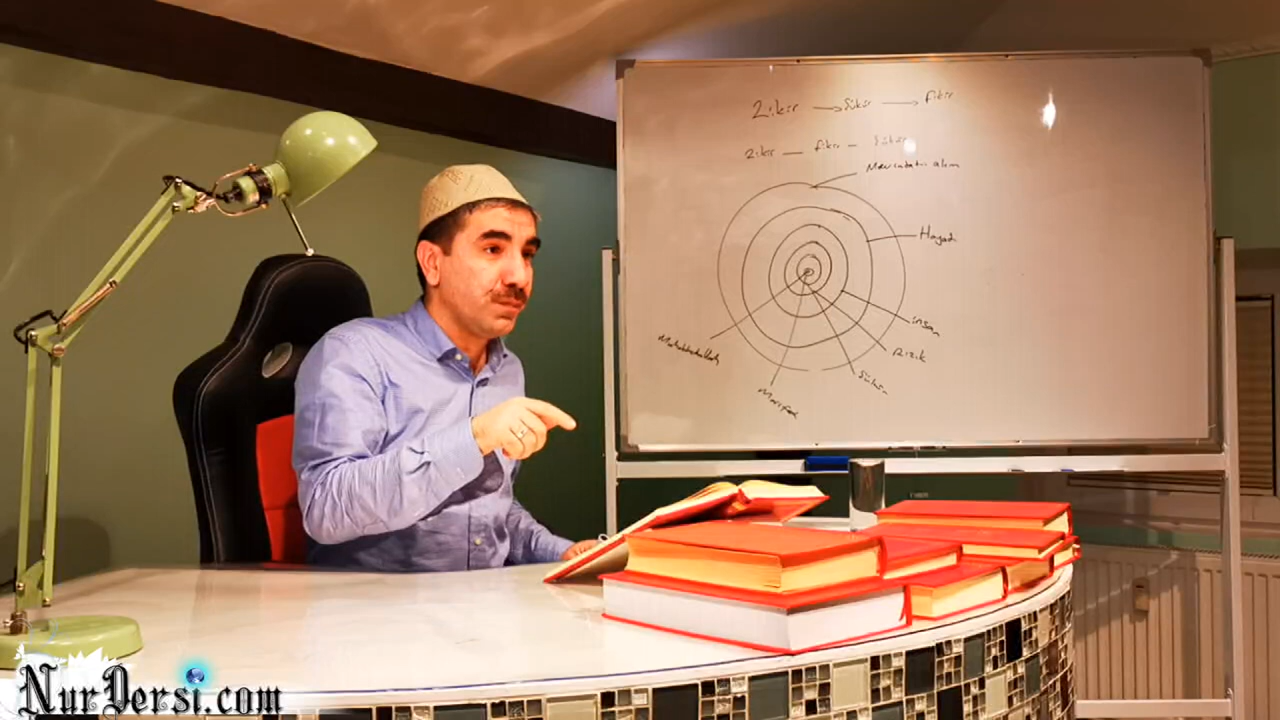 Zikir → Şükür → fikir
Zikir — fikir — Şükür
Mevcudatı alem
Hayat
insan
Rızık
Şükür
Marifet
Muhabbetullah
NurDersi.com